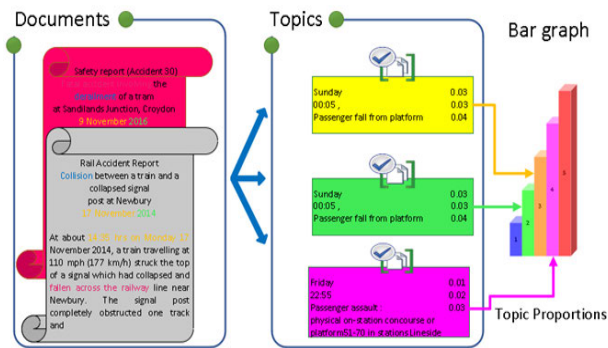 Documents
Topics
Bar graph
Safety report (Accident 30)
the
of a tram
at Sandilands Junction, Croydon
9 November 2016
Rail Accident Report
Collision between a train and a
collapsed signal
post at Newbury
17 November 2014
At about 14:35 hrs on Monday 17
November 2014, a train travelling at
110 mph (177 km/h) struck the top
of a signal which had collapsed and
fallen across the railway line near
Newbury. The signal post
completely obstructed one track
and
Sunday 0.03
00:05 , 0.03
Passenger fall from platform 0.04
Sunday 0.03
00:05 , 0.03
Passenger fall from platform 0.04
Friday 0.01
22:55 0.02
Passenger assault : 0.03
physical on-station concourse or
platform51-70 in stations Lineside
1
2
3
4
5
Topic Proportions